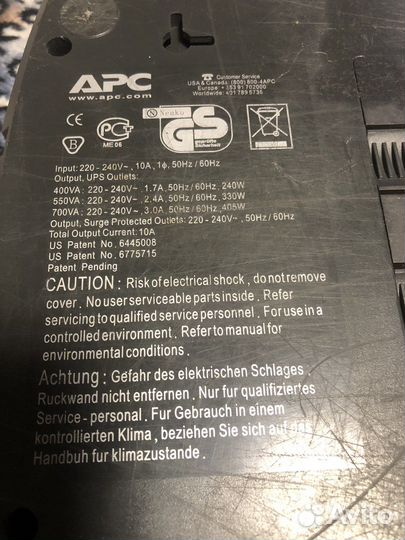 APC
www.apc.com
Customer Service
USA & Canada: (800) 800-4APC
Europe: +353 91 702000
Worldwide: 401 789 5735
CE
PCT
ME 06
N
Nemko
GS
geprüfte
Sicherheit
Input: 220 - 240V~ , 10A, 1ϕ, 50Hz / 60Hz
Output, UPS Outlets:
400VA: 220 - 240V~ , 1.7A, 50Hz / 60Hz, 240W
550VA: 220 - 240V~ , 2.4A, 50Hz / 60Hz, 330W
700VA: 220 - 240V~ , 3.0A, 50Hz / 60Hz, 405W
Output, Surge Protected Outlets: 220 - 240V~ , 50Hz / 60Hz
Total Output Current: 10A
US Patent No. 6445008
US Patent No. 6775715
Patent Pending
CAUTION : Risk of electrical shock , do not remove
cover . No user serviceable parts inside . Refer
servicing to qualified service personnel . For use in a
controlled environment . Refer to manual for
environmental conditions.
Achtung : Gefahr des elektrischen Schlages .
Ruckwand nicht entfernen . Nur fur qualifiziertes
Service - personal . Fur Gebrauch in einem
kontrollierten Klima , beziehen Sie sich auf das
Handbuh fur klimazustande .
Avito